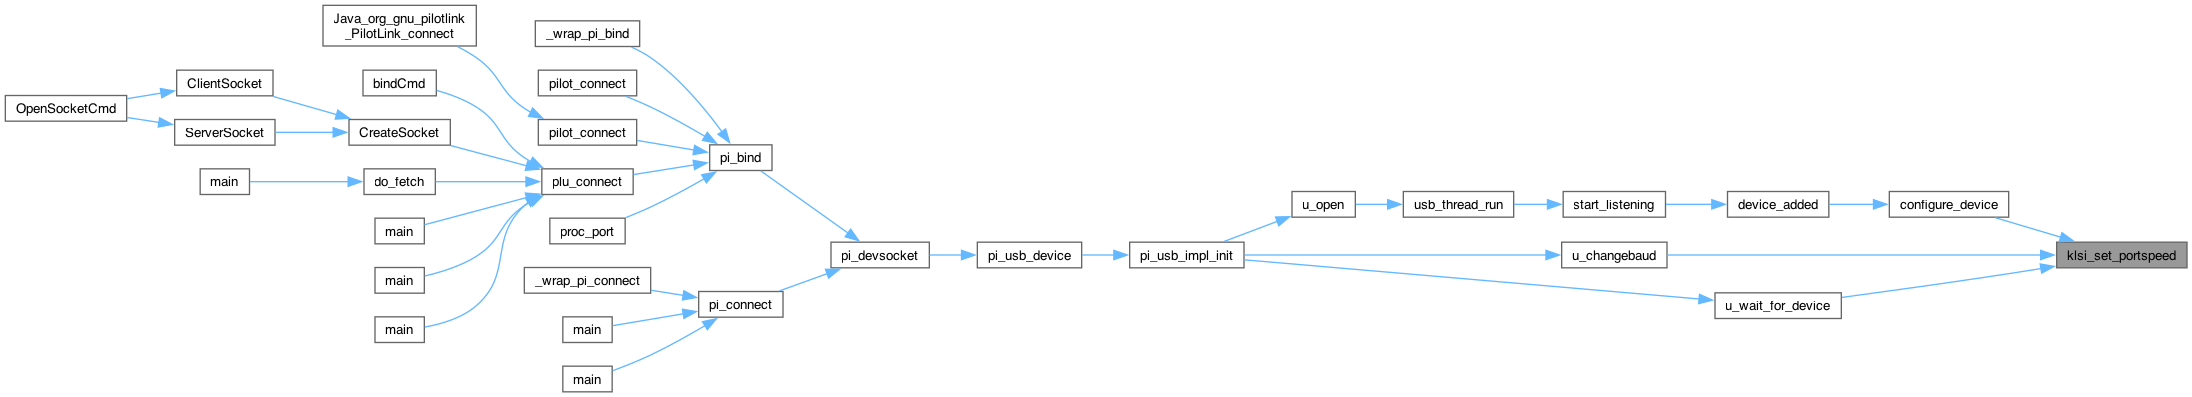 Java_org_gnu_pilotlink
_PilotLink_connect
_wrap_pi_bind
ClientSocket
bindCmd
pilot_connect
OpenSocketCmd
ServerSocket
CreateSocket
pilot_connect
pi_bind
main
do_fetch
plu_connect
main
proc_port
main
_wrap_pi_connect
main
main
main
pi_connect
pi_devsocket
pi_usb_device
pi_usb_impl_init
u_open
usb_thread_run
start_listening
device_added
configure_device
u_changebaud
u_wait_for_device
klsi_set_portspeed